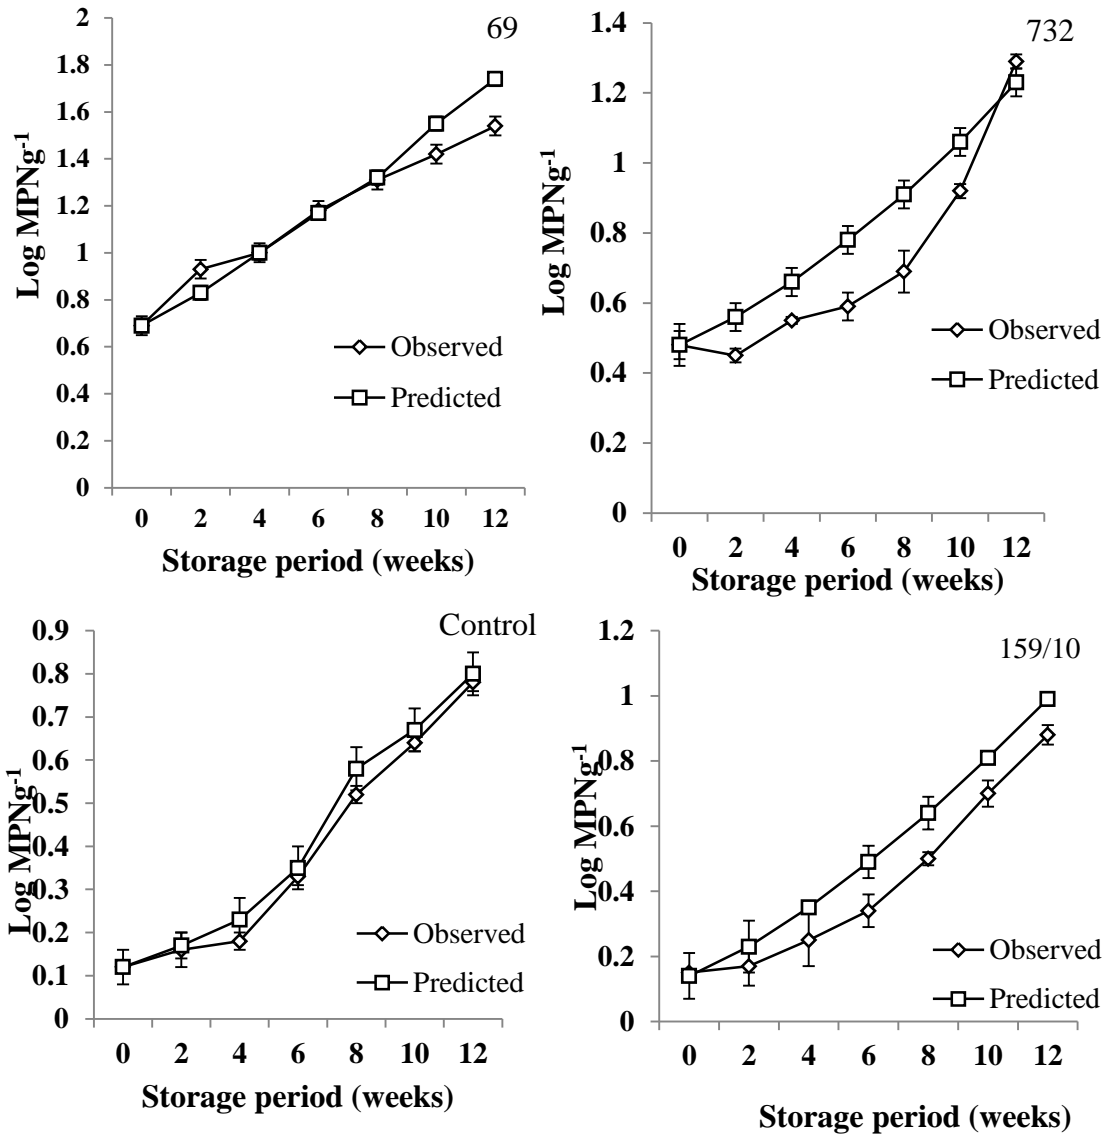 69
2
1.8
1.6
1.4
1.2
1
0.8
0.6
0.4
0.2
0
Log MPNg-1
Observed
Predicted
0 2 4 6 8 10 12
Storage period (weeks)
732
1.4
1.2
1
0.8
0.6
0.4
0.2
0
Log MPNg-1
Observed
Predicted
0 2 4 6 8 10 12
Storage period (weeks)
Control
0.9
0.8
0.7
0.6
0.5
0.4
0.3
0.2
0.1
0
Log MPNg-1
Observed
Predicted
0 2 4 6 8 10 12
Storage period (weeks)
159/10
1.2
1
0.8
0.6
0.4
0.2
0
Log MPNg-1
Observed
Predicted
0 2 4 6 8 10 12
Storage period (weeks)